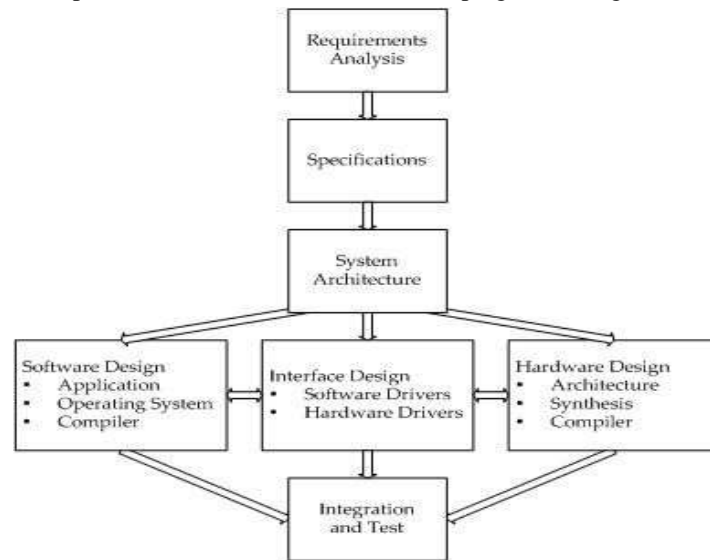 Requirements
Analysis
Specifications
System
Architecture
Software Design
• Application
• Operating System
• Compiler
Interface Design
• Software Drivers
• Hardware Drivers
Hardware Design
• Architecture
• Synthesis
• Compiler
Integration
and Test